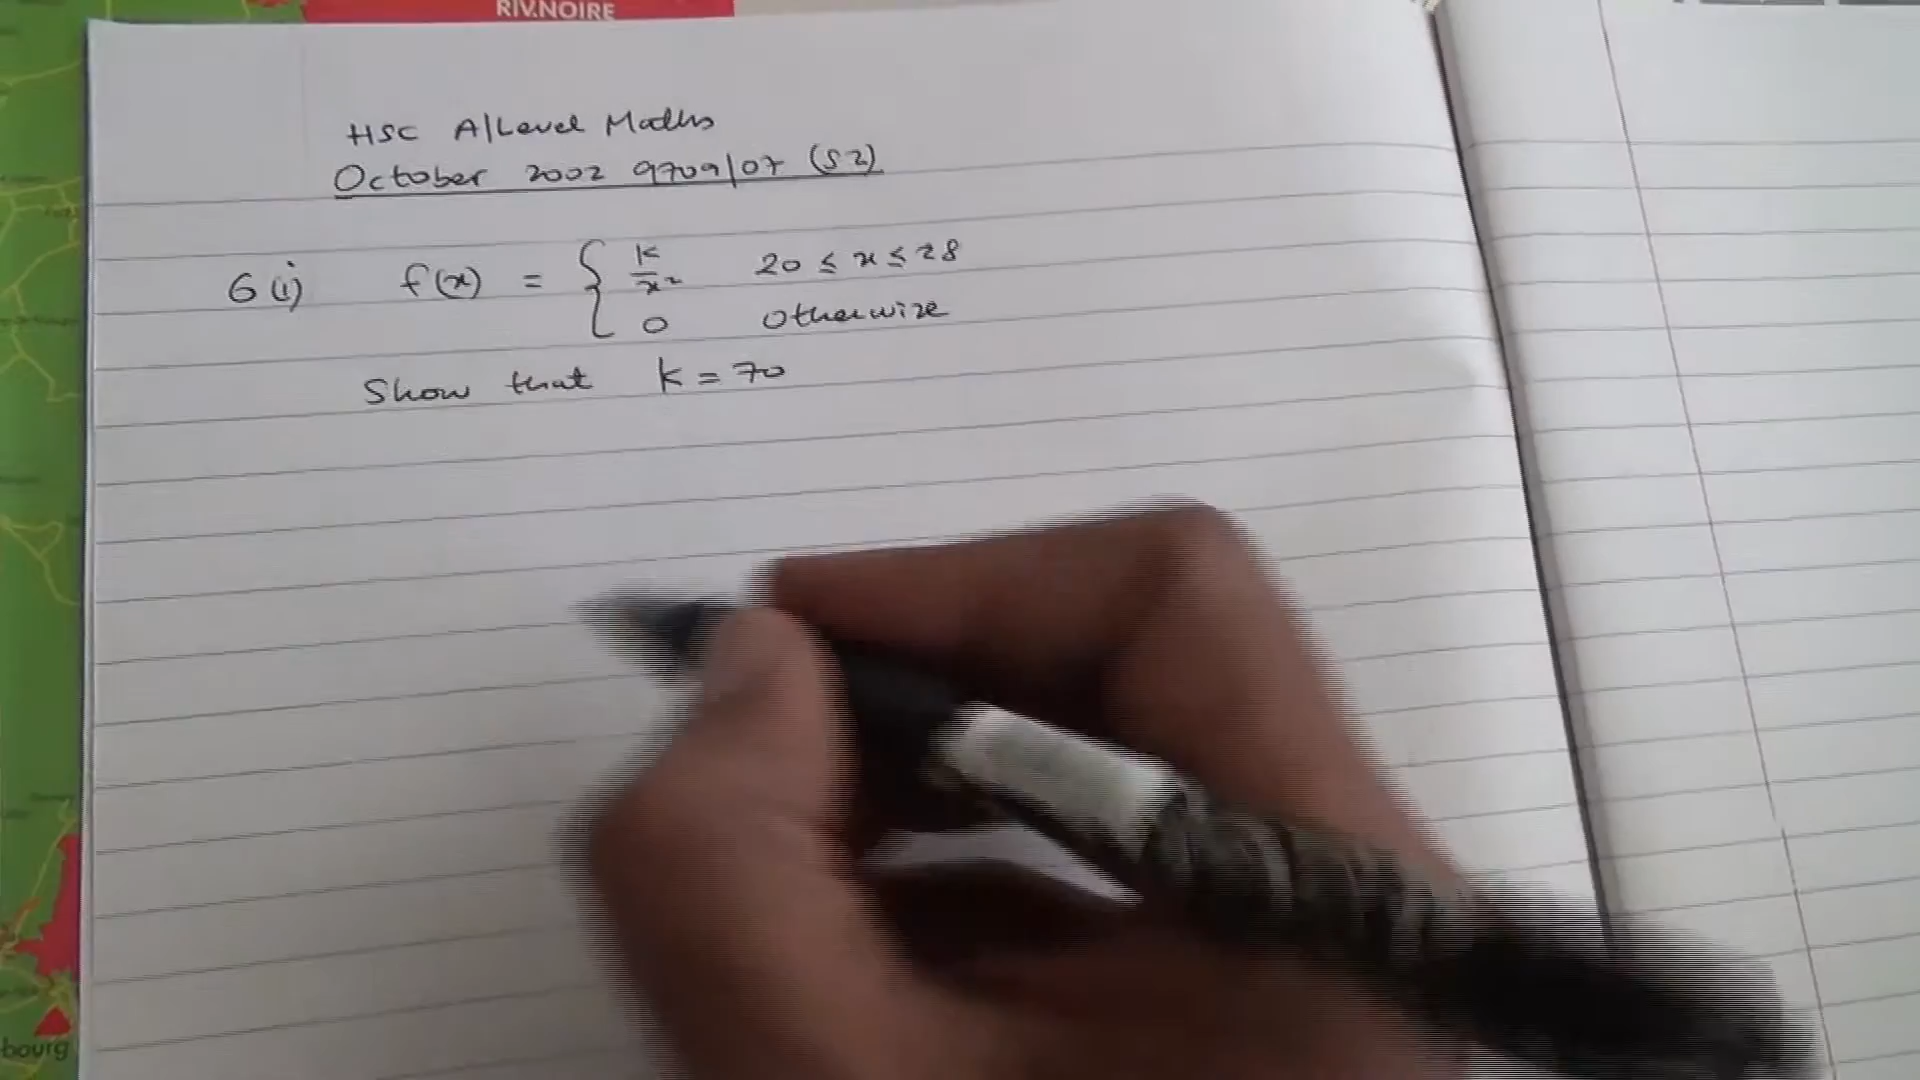 RIV.NOIRE
HSC A/Level Maths
October 2002 9709/07 (S2)
6(i) f(x) = { k/x² 20 ≤ x ≤ 28
0 otherwise
Show that k = 70
bourg